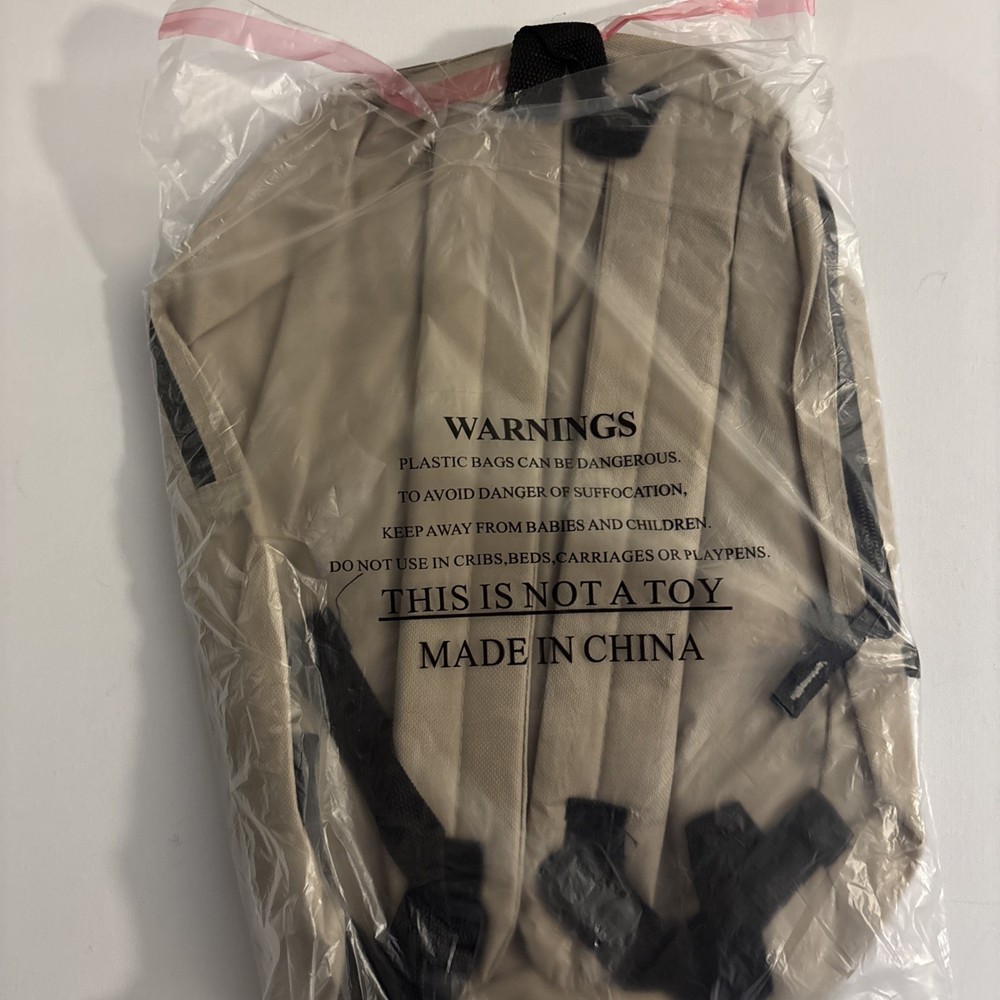 WARNINGS
PLASTIC BAGS CAN BE DANGEROUS.
TO AVOID DANGER OF SUFFOCATION,
KEEP AWAY FROM BABIES AND CHILDREN.
DO NOT USE IN CRIBS,BEDS,CARRIAGES OR PLAYPENS.
THIS IS NOT A TOY
MADE IN CHINA